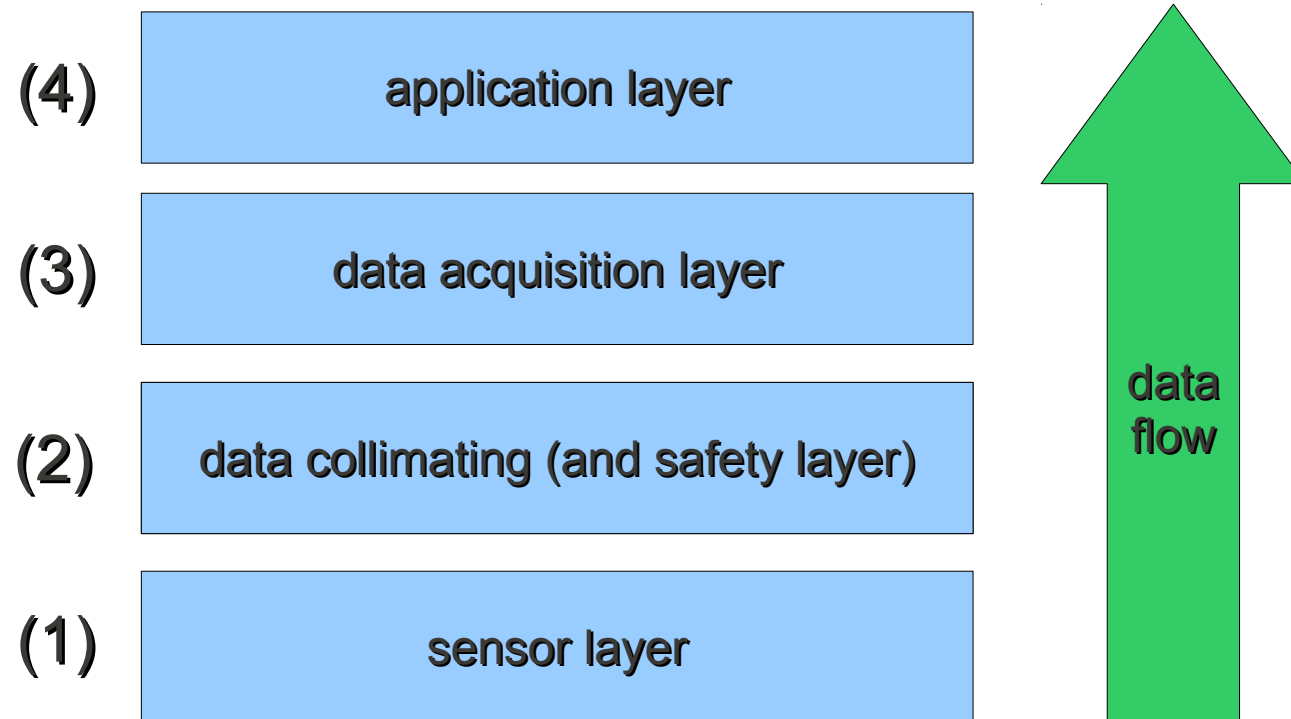 (4)
application layer
(3)
data acquisition layer
data
flow
(2)
data collimating (and safety layer)
(1)
sensor layer